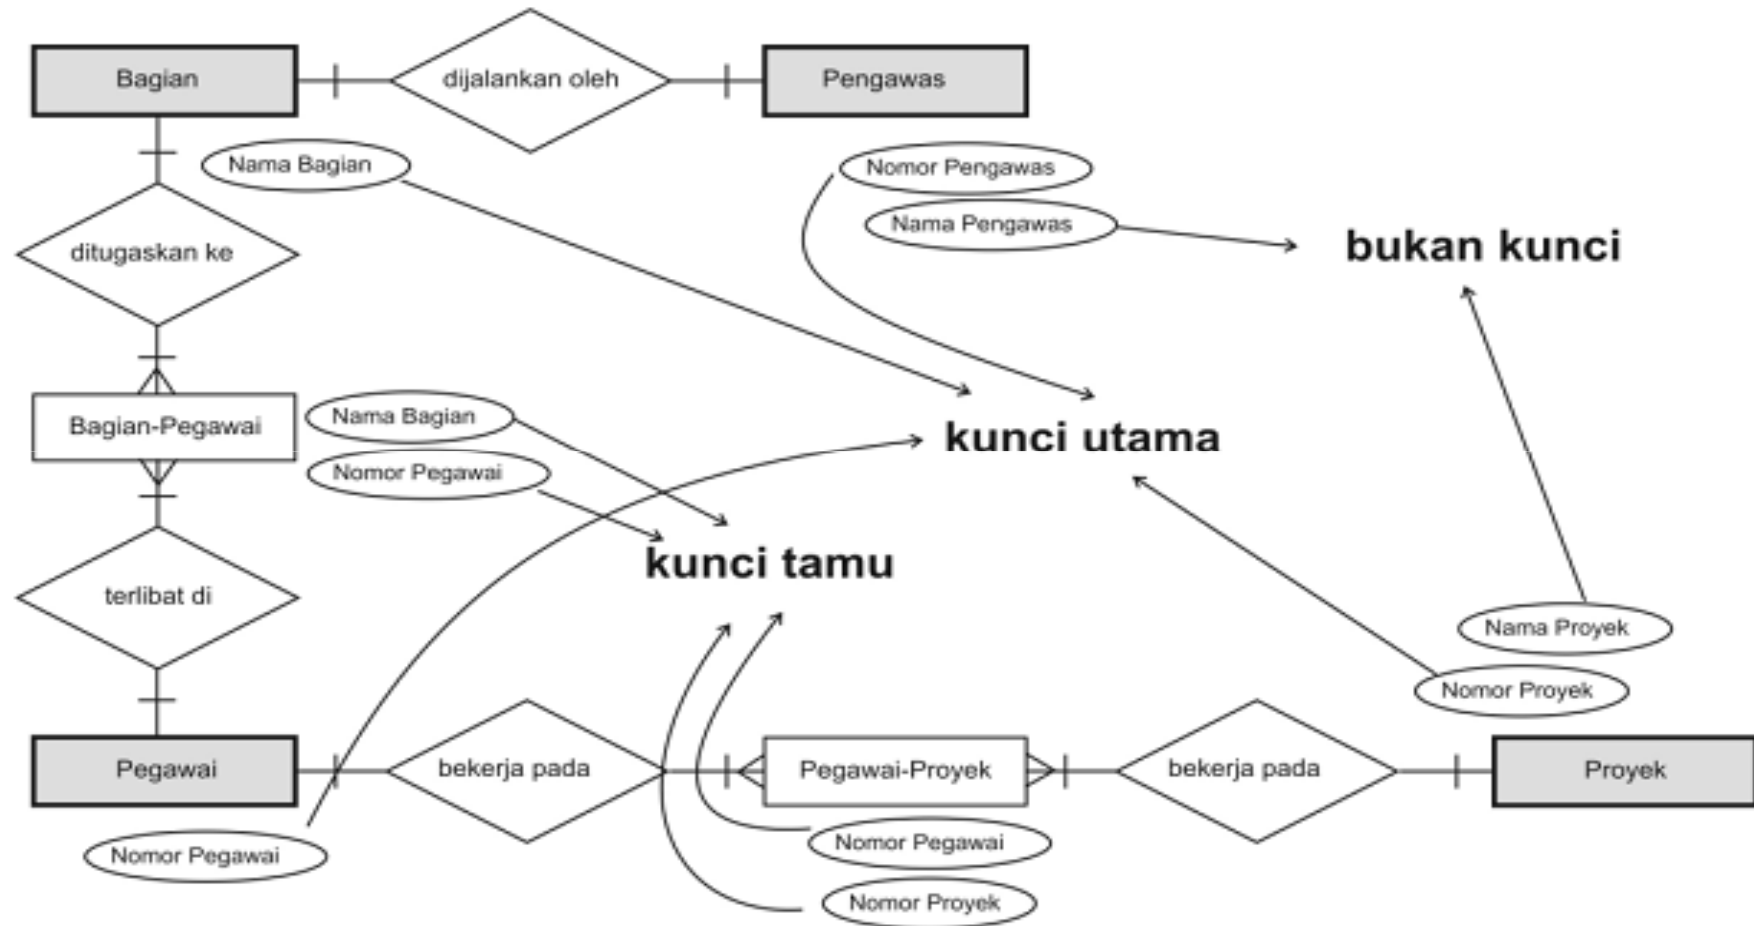 Bagian
dijalankan oleh
Pengawas
Nama Bagian
Nomor Pengawas
Nama Pengawas
bukan kunci
ditugaskan ke
Bagian-Pegawai
Nama Bagian
Nomor Pegawai
kunci utama
kunci tamu
terlibat di
Nama Proyek
Nomor Proyek
Pegawai
bekerja pada
Pegawai-Proyek
bekerja pada
Proyek
Nomor Pegawai
Nomor Pegawai
Nomor Proyek